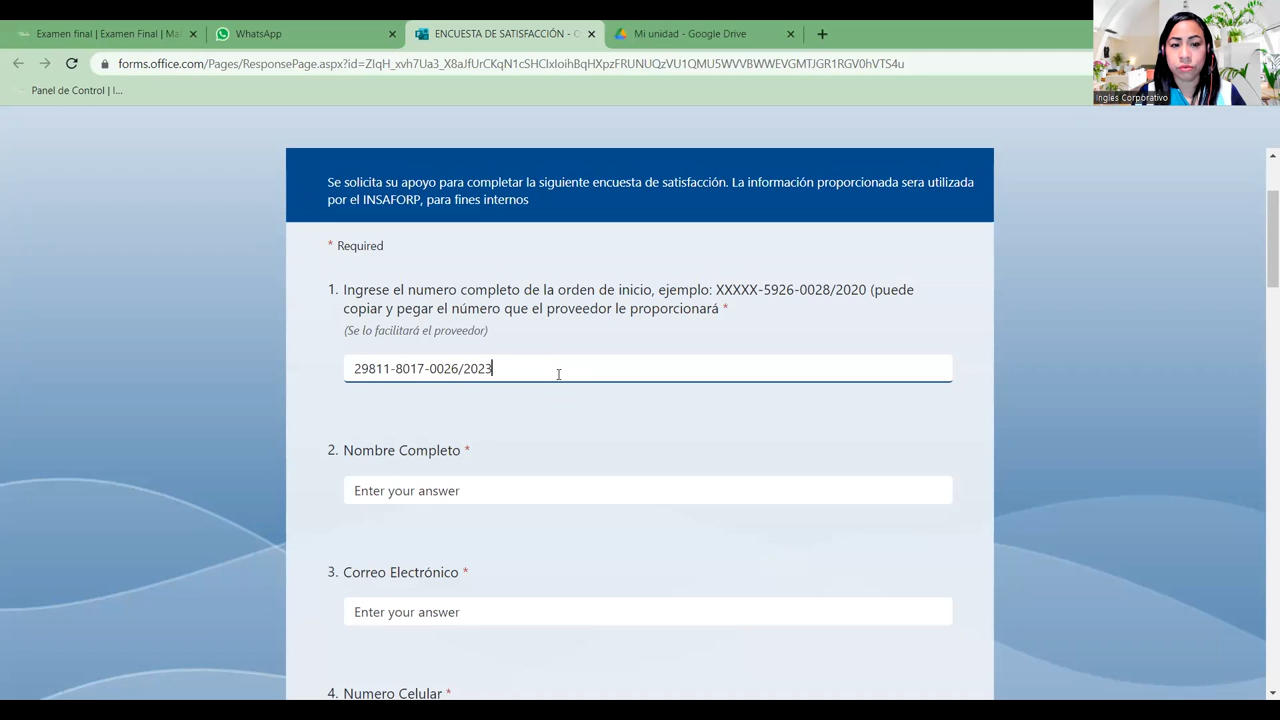 Examen final | Examen Final | Ma
WhatsApp
ENCUESTA DE SATISFACCIÓN - O
Mi unidad - Google Drive
forms.office.com/Pages/ResponsePage.aspx?id=
Panel de Control | I...
Ingles Corporativo
Se solicita su apoyo para completar la siguiente encuesta de satisfacción. La información proporcionada sera utilizada
por el INSAFORP, para fines internos
* Required
1. Ingrese el numero completo de la orden de inicio, ejemplo: XXXXX-5926-0028/2020 (puede
copiar y pegar el número que el proveedor le proporcionará *
(Se lo facilitará el proveedor)
29811-8017-0026/2023
2. Nombre Completo *
Enter your answer
3. Correo Electrónico *
Enter your answer
4. Numero Celular *